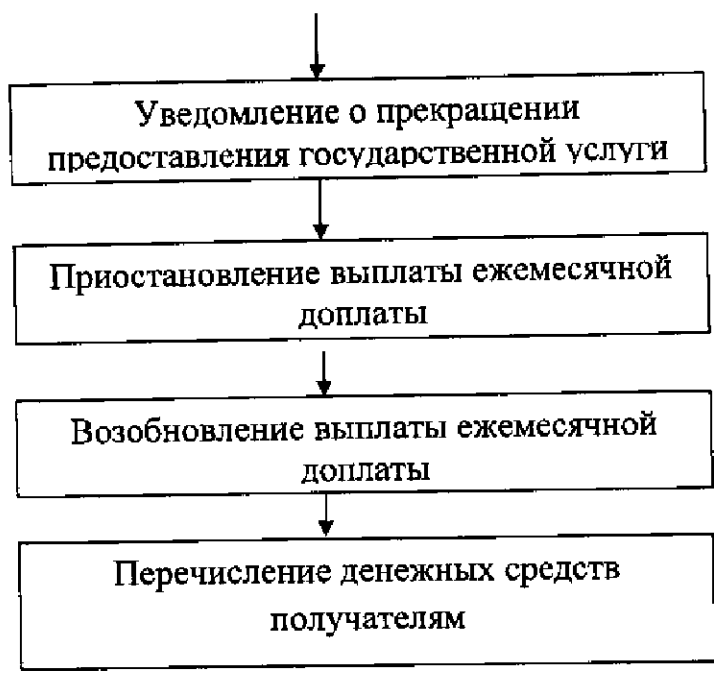 Уведомление о прекращении
предоставления государственной услуги
Приостановление выплаты ежемесячной
доплаты
Возобновление выплаты ежемесячной
доплаты
Перечисление денежных средств
получателям